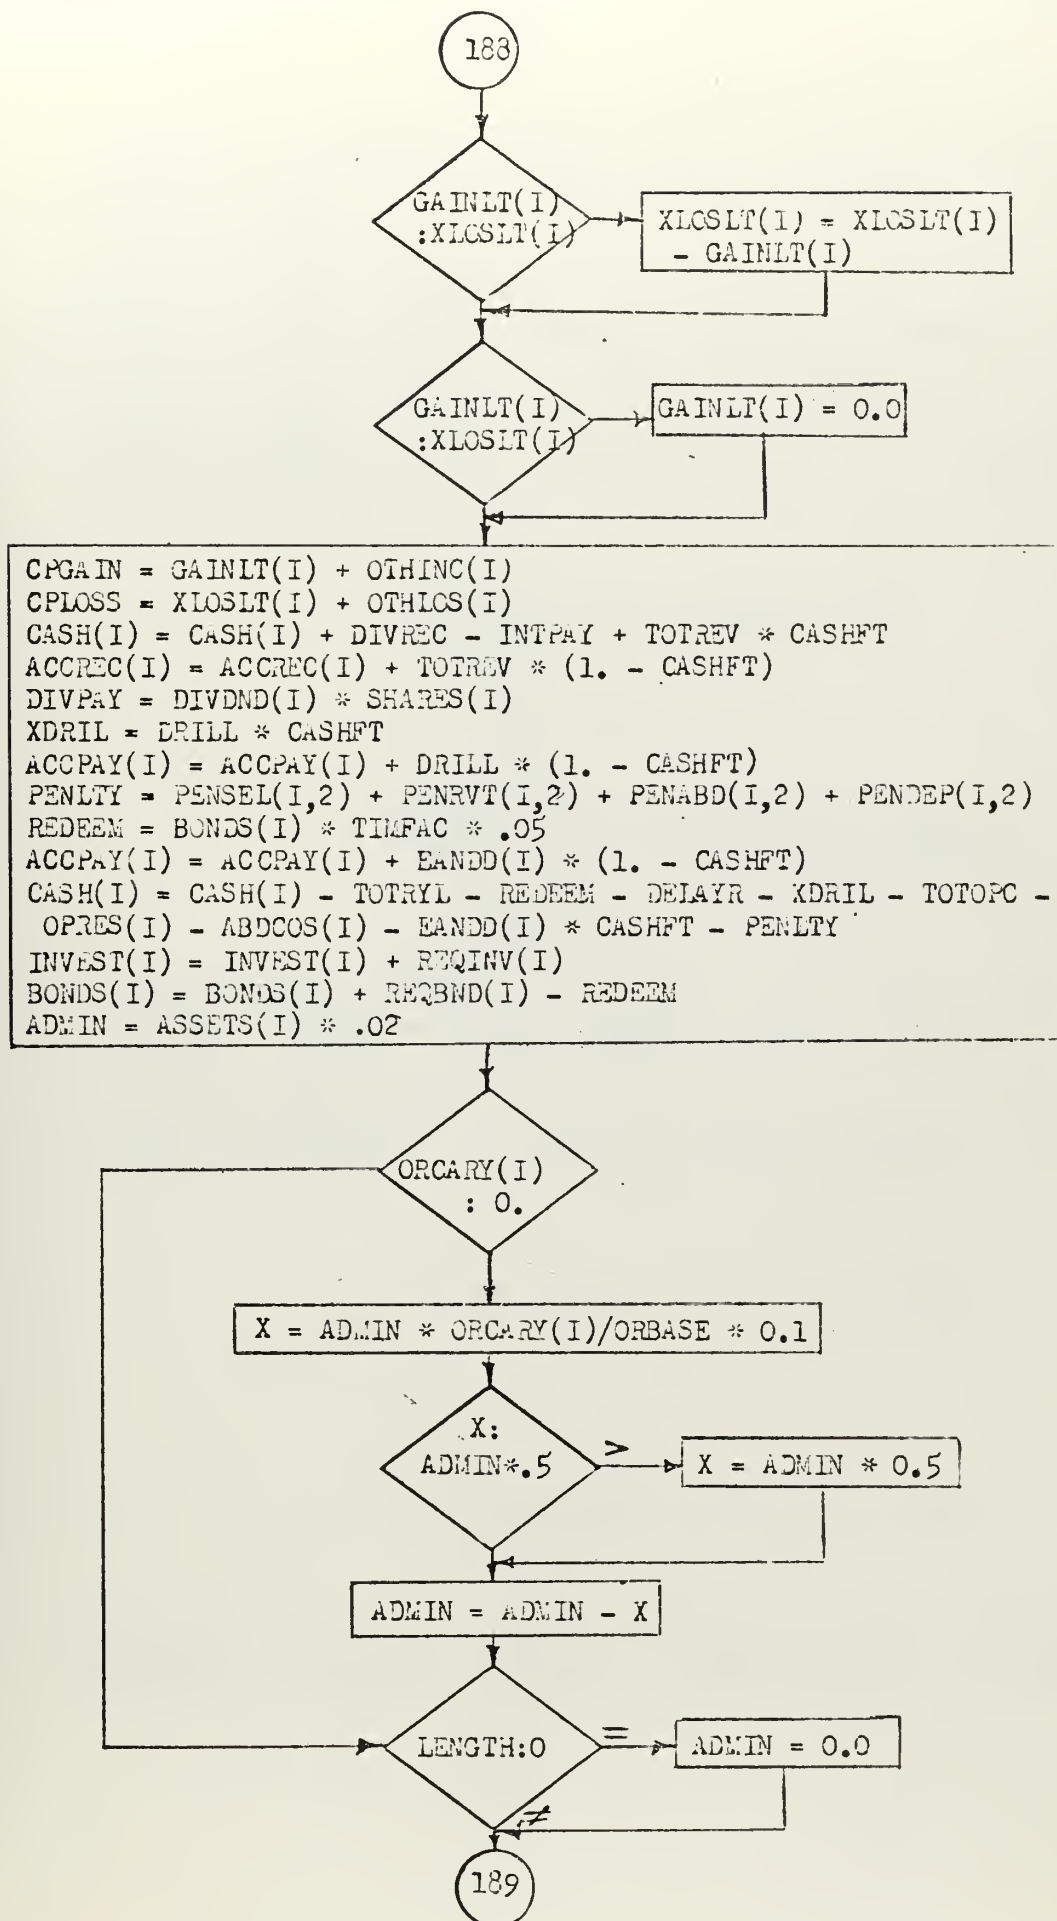 188
GAINLT(I)
:XLOSLT(I)
XLOSLT(I) = XLOSLT(I)
- GAINLT(I)
GAINLT(I)
:XLOSLT(I)
GAINLT(I) = 0.0
CPGAIN = GAINLT(I) + OTHINC(I)
CPLOSS = XLOSLT(I) + OTHLOS(I)
CASH(I) = CASH(I) + DIVREC - INTPAY + TOTREV * CASHFT
ACCREC(I) = ACCREC(I) + TOTREV * (1. - CASHFT)
DIVPAY = DIVDND(I) * SHARES(I)
XDRIL = DRILL * CASHFT
ACCPAY(I) = ACCPAY(I) + DRILL * (1. - CASHFT)
PENLTY = PENSEL(I,2) + PENRVT(I,2) + PENABD(I,2) + PENDEP(I,2)
REDEEM = BONDS(I) * TIMFAC * .05
ACCPAY(I) = ACCPAY(I) + EANDD(I) * (1. - CASHFT)
CASH(I) = CASH(I) - TOTRYL - REDEEM - DELAYR - XDRIL - TOTOPC -
OPRES(I) - ABDCOS(I) - EANDD(I) * CASHFT - PENLTY
INVEST(I) = INVEST(I) + REQINV(I)
BONDS(I) = BONDS(I) + REQBND(I) - REDEEM
ADMIN = ASSETS(I) * .02
ORCARY(I)
: 0.
X = ADMIN * ORCARY(I)/ORBASE * 0.1
X:
ADMIN*.5
>
X = ADMIN * 0.5
ADMIN = ADMIN - X
LENGTH:0
=
ADMIN = 0.0
≠
189